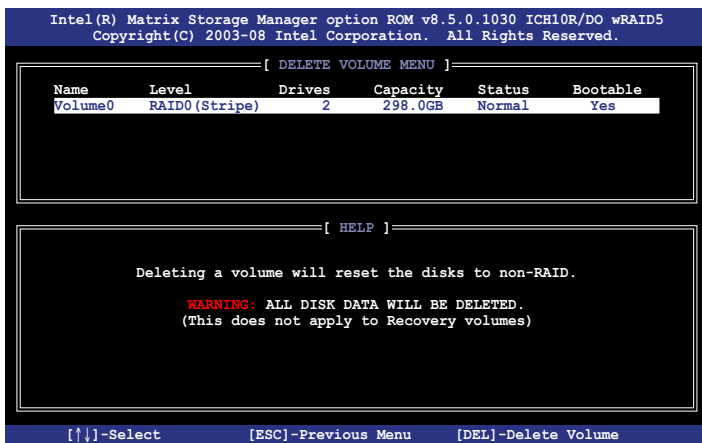 Intel(R) Matrix Storage Manager option ROM v8.5.0.1030 ICH10R/DO wRAID5
Copyright(C) 2003-08 Intel Corporation. All Rights Reserved.
[ DELETE VOLUME MENU ]
Name Level Drives Capacity Status Bootable
Volume0 RAID0(Stripe) 2 298.0GB Normal Yes
[ HELP ]
Deleting a volume will reset the disks to non-RAID.
WARNING: ALL DISK DATA WILL BE DELETED.
(This does not apply to Recovery volumes)
[↑↓]-Select [ESC]-Previous Menu [DEL]-Delete Volume